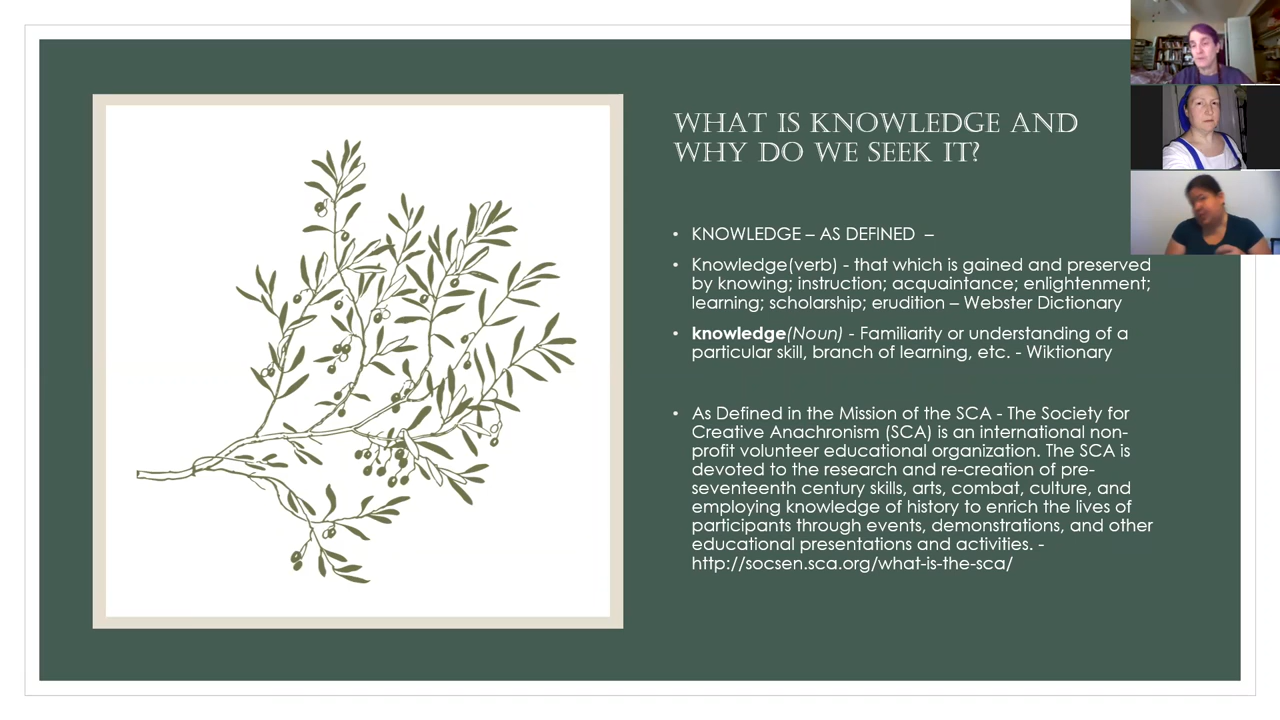 WHAT IS KNOWLEDGE AND
WHY DO WE SEEK IT?
• KNOWLEDGE – AS DEFINED –
• Knowledge(verb) - that which is gained and preserved
by knowing; instruction; acquaintance; enlightenment;
learning; scholarship; erudition – Webster Dictionary
• knowledge(Noun) - Familiarity or understanding of a
particular skill, branch of learning, etc. - Wiktionary
• As Defined in the Mission of the SCA - The Society for
Creative Anachronism (SCA) is an international non-
profit volunteer educational organization. The SCA is
devoted to the research and re-creation of pre-
seventeenth century skills, arts, combat, culture, and
employing knowledge of history to enrich the lives of
participants through events, demonstrations, and other
educational presentations and activities. -
http://socsen.sca.org/what-is-the-sca/